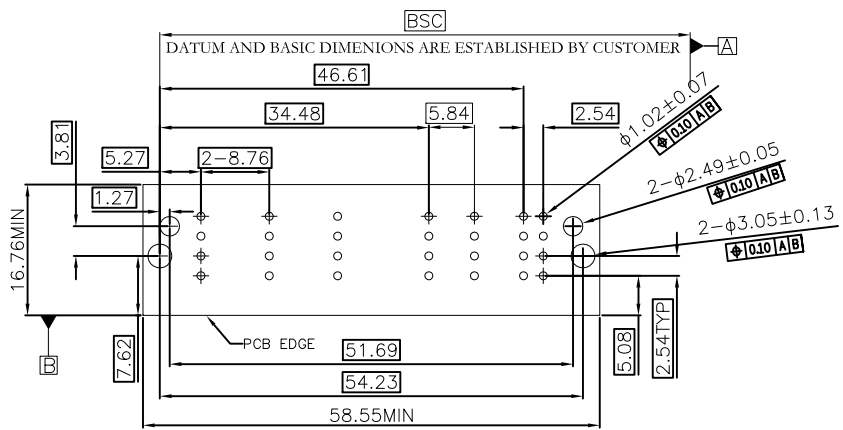 BSC
DATUM AND BASIC DIMENIONS ARE ESTABLISHED BY CUSTOMER
A
46.61
34.48
5.84
2.54
ϕ1.02±0.07
⌖ 0.10 A B
3.81
5.27
2-8.76
2-ϕ2.49±0.05
⌖ 0.10 A B
1.27
2-ϕ3.05±0.13
⌖ 0.10 A B
16.76MIN
B
7.62
PCB EDGE
51.69
5.08
2.54TYP
54.23
58.55MIN